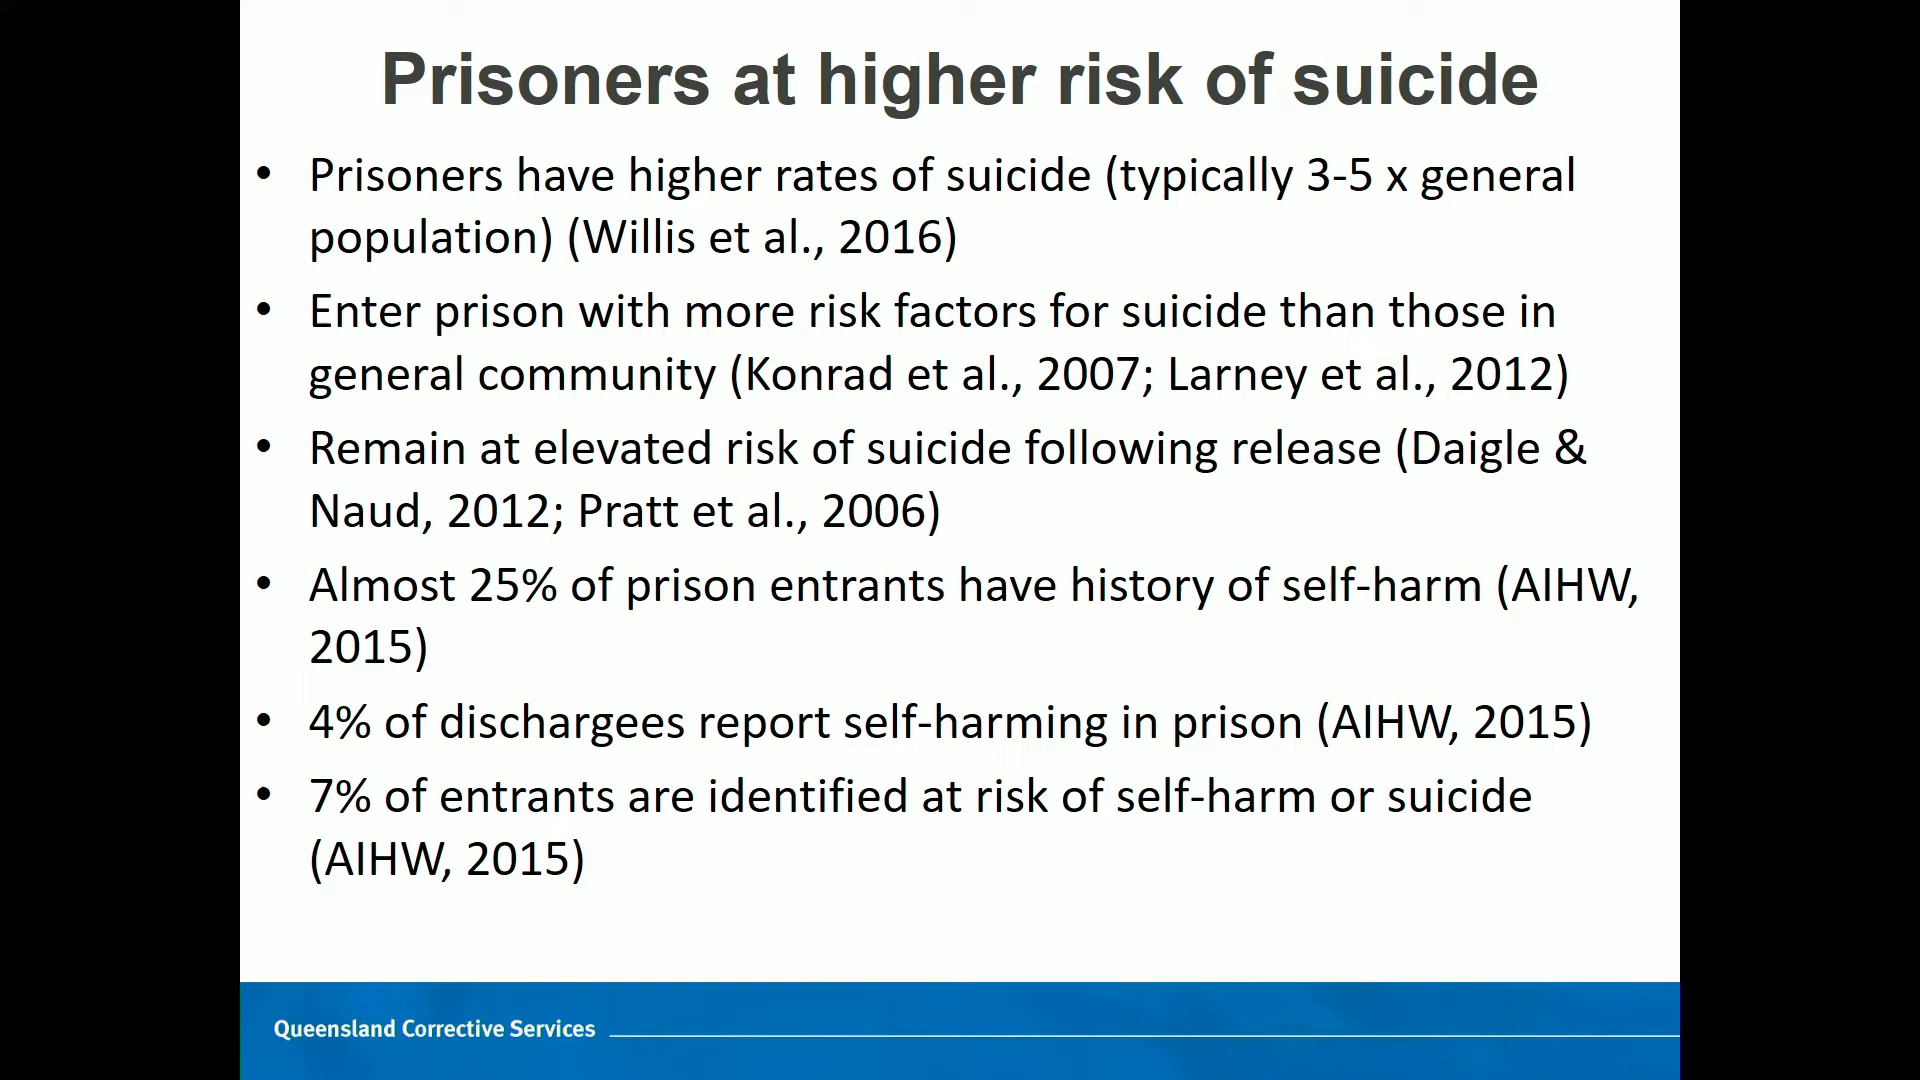 Prisoners at higher risk of suicide
• Prisoners have higher rates of suicide (typically 3-5 x general
population) (Willis et al., 2016)
• Enter prison with more risk factors for suicide than those in
general community (Konrad et al., 2007; Larney et al., 2012)
• Remain at elevated risk of suicide following release (Daigle &
Naud, 2012; Pratt et al., 2006)
• Almost 25% of prison entrants have history of self-harm (AIHW,
2015)
• 4% of dischargees report self-harming in prison (AIHW, 2015)
• 7% of entrants are identified at risk of self-harm or suicide
(AIHW, 2015)
Queensland Corrective Services